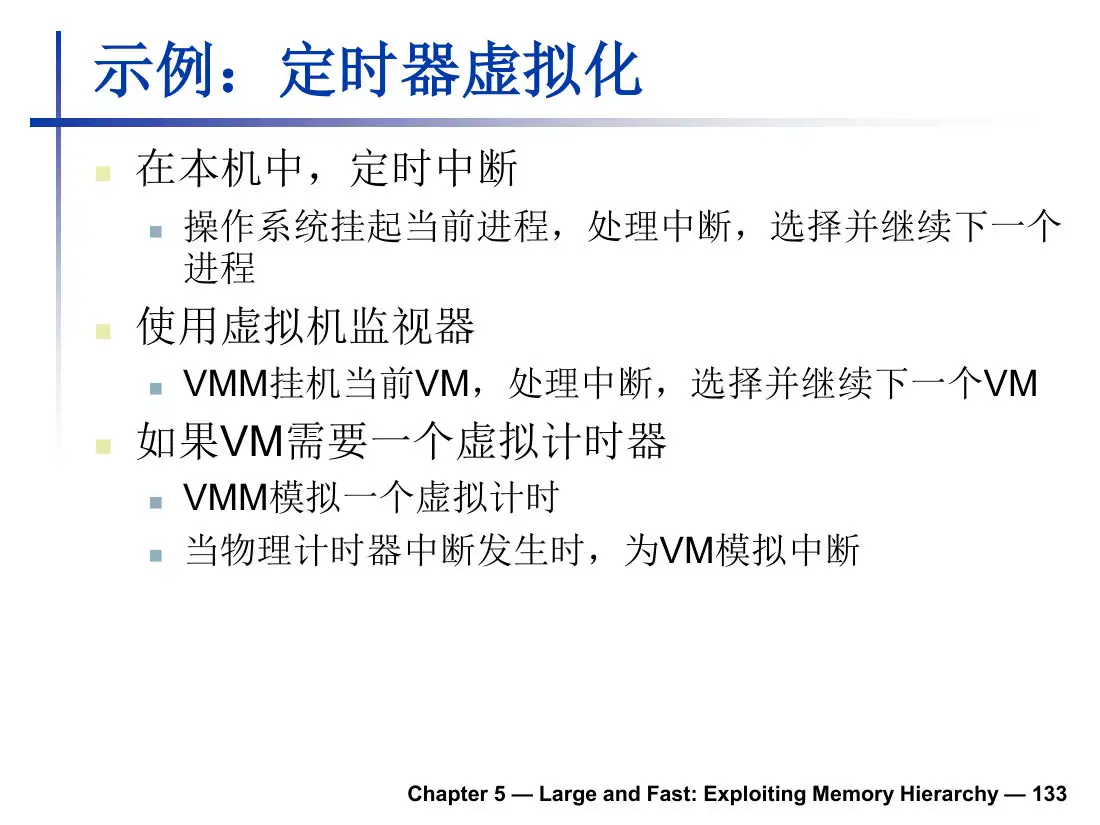 示例：定时器虚拟化
在本机中，定时中断
操作系统挂起当前进程，处理中断，选择并继续下一个
进程
使用虚拟机监视器
VMM挂机当前VM，处理中断，选择并继续下一个VM
如果VM需要一个虚拟计时器
VMM模拟一个虚拟计时
当物理计时器中断发生时，为VM模拟中断
Chapter 5 — Large and Fast: Exploiting Memory Hierarchy — 133